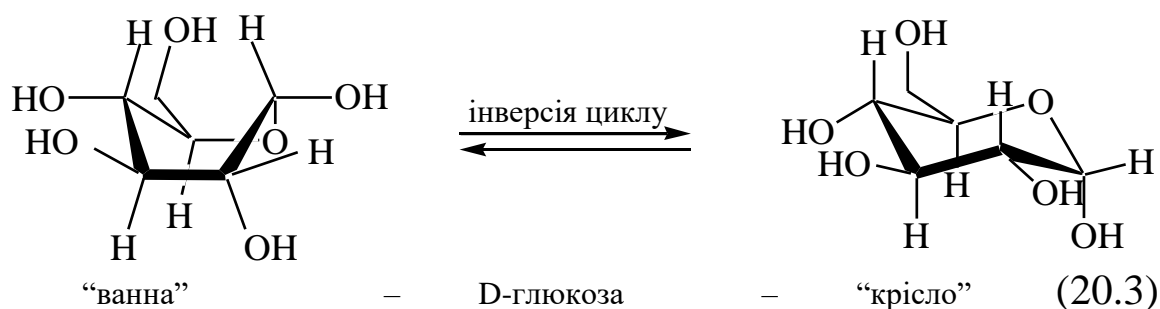 H OH H
HO OH
HO O H
H
H OH
інверсія циклу
H OH
H O
HO
HO H
H OH
H OH
“ванна” – D-глюкоза – “крісло” (20.3)